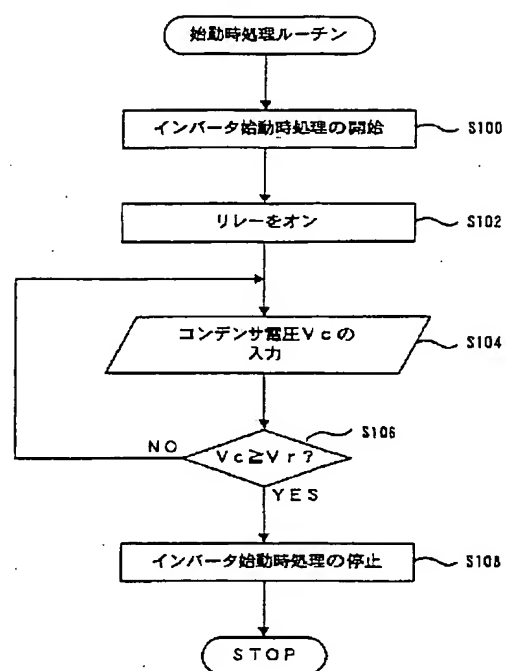 始動時処理ルーチン
インバータ始動時処理の開始
S100
リレーをオン
S102
コンデンサ電圧Ｖｃの
入力
S104
S106
Ｖｃ≧Ｖｒ？
ＮＯ
ＹＥＳ
インバータ始動時処理の停止
S108
ＳＴＯＰ